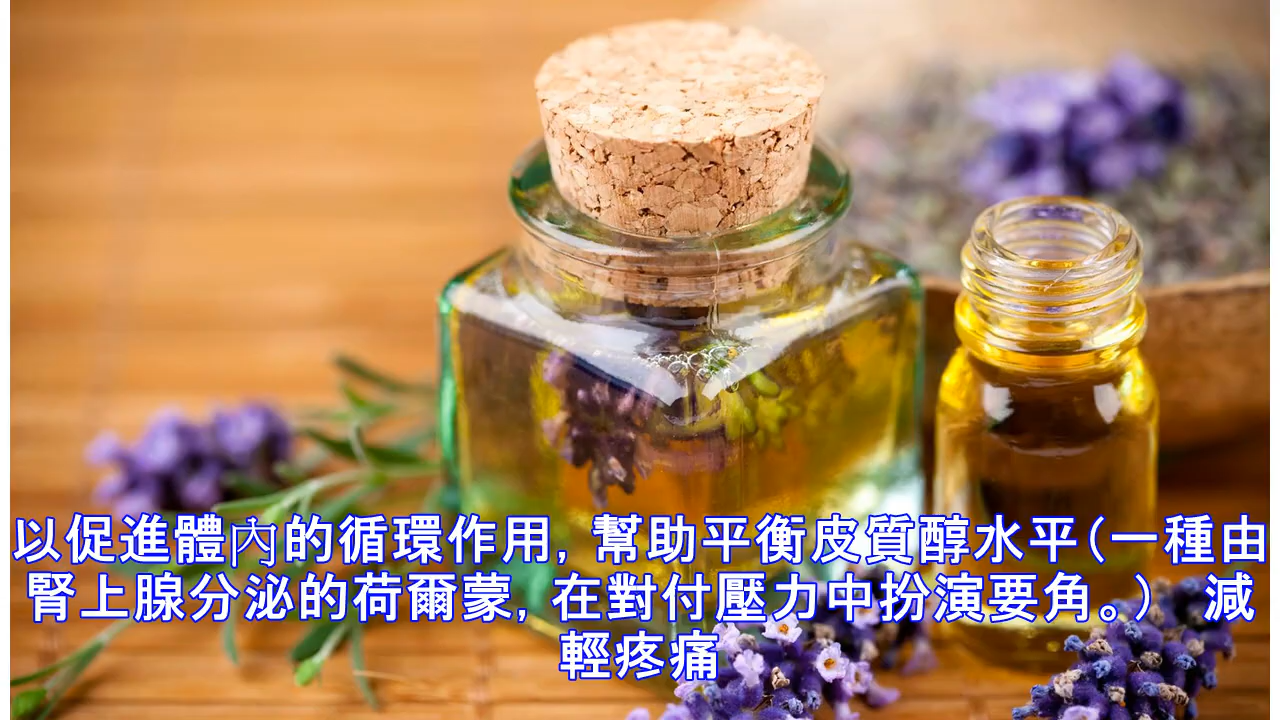 以促進體內的循環作用, 幫助平衡皮質醇水平(一種由
腎上腺分泌的荷爾蒙, 在對付壓力中扮演要角。) 減
輕疼痛